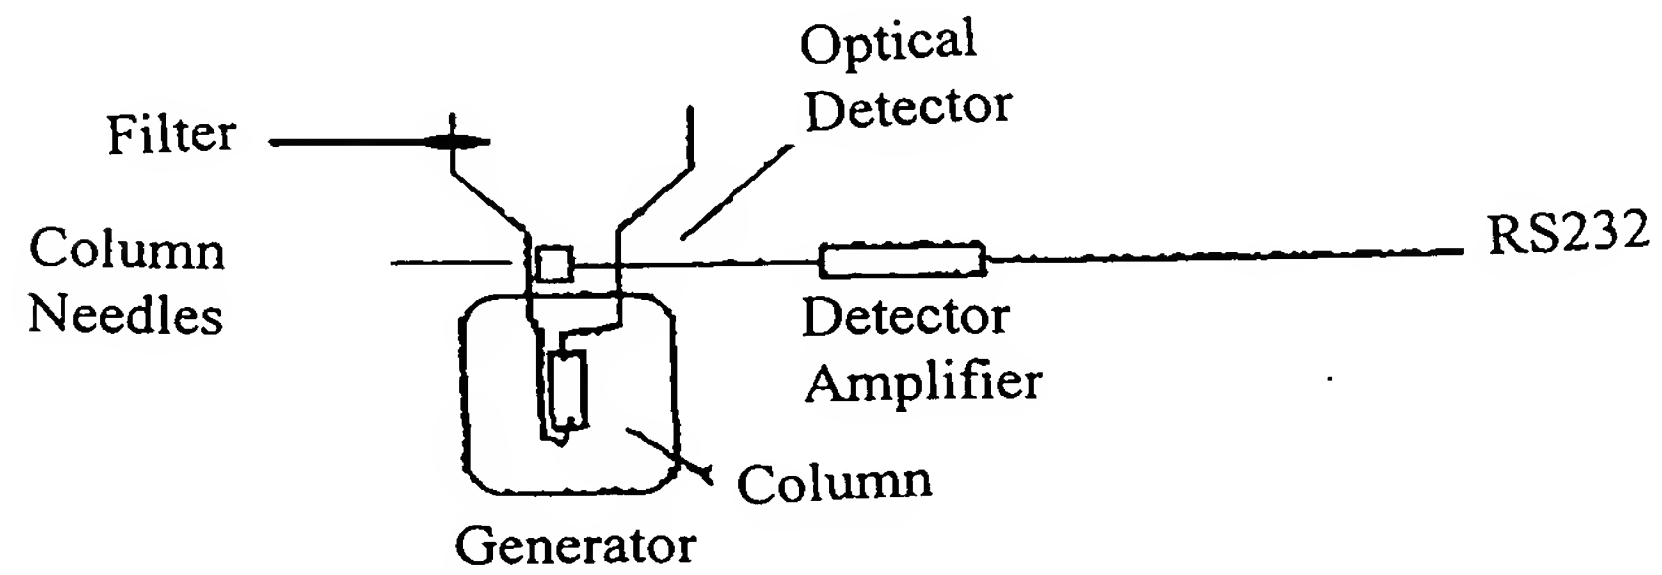 Optical
Detector
Filter
Column
Needles
RS232
Detector
Amplifier
Column
Generator